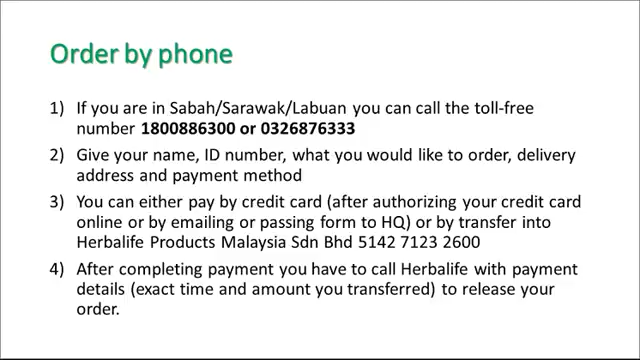 Order by phone
1) If you are in Sabah/Sarawak/Labuan you can call the toll-free
number 1800886300 or 0326876333
2) Give your name, ID number, what you would like to order, delivery
address and payment method
3) You can either pay by credit card (after authorizing your credit card
online or by emailing or passing form to HQ) or by transfer into
Herbalife Products Malaysia Sdn Bhd 5142 7123 2600
4) After completing payment you have to call Herbalife with payment
details (exact time and amount you transferred) to release your
order.